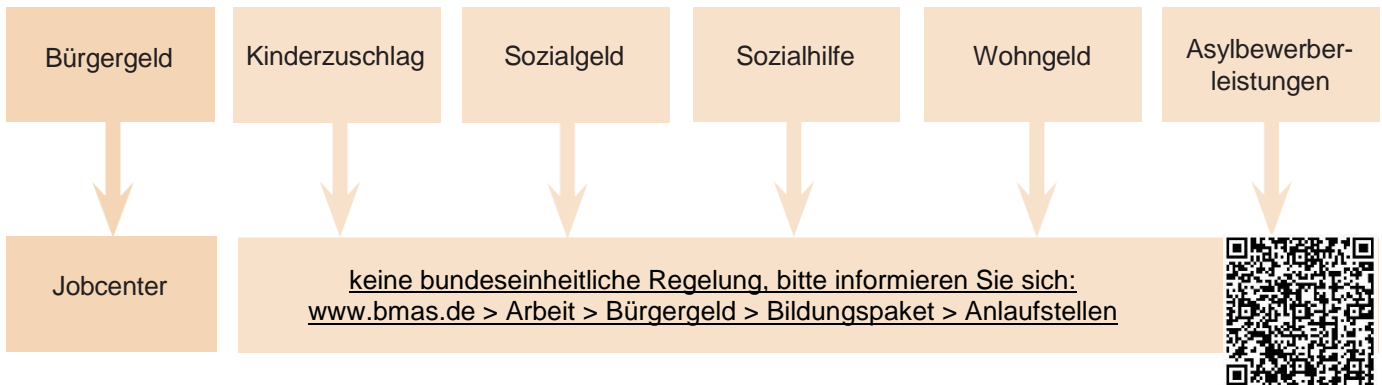 Bürgergeld
Kinderzuschlag
Sozialgeld
Sozialhilfe
Wohngeld
Asylbewerber-
leistungen
Jobcenter
keine bundeseinheitliche Regelung, bitte informieren Sie sich:
www.bmas.de > Arbeit > Bürgergeld > Bildungspaket > Anlaufstellen